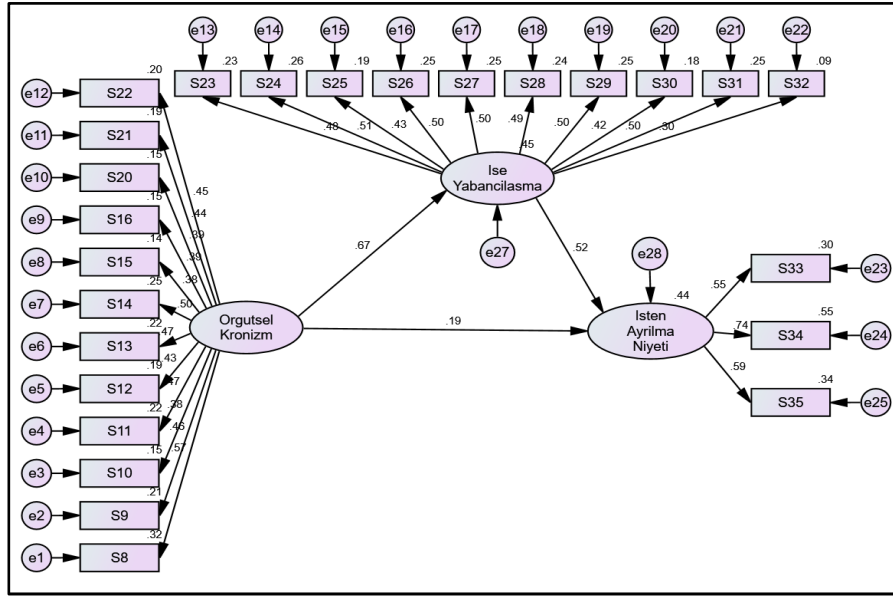 e13 e14 e15 e16 e17 e18 e19 e20 e21 e22
.23 .26 .19 .25 .25 .24 .25 .18 .25 .09
S23 S24 S25 S26 S27 S28 S29 S30 S31 S32
.48 .51 .43 .50 .50 .49 .50 .42 .50 .30
.45
Ise
Yabancilasma
e27
.20
e12 S22
.19
e11 S21
.15
e10 S20
.15
e9 S16
.14
e8 S15
.25
e7 S14
.22
e6 S13
.19
e5 S12
.22
e4 S11
.15
e3 S10
.21
e2 S9
.32
e1 S8
.45
.44
.39
.39
.38
.50
.47
.43
.47
.38
.46
.57
Orgutsel
Kronizm
.67
.52
.19
e28
.44
Isten
Ayrilma
Niyeti
.55
.74
.59
.30
S33 e23
.55
S34 e24
.34
S35 e25